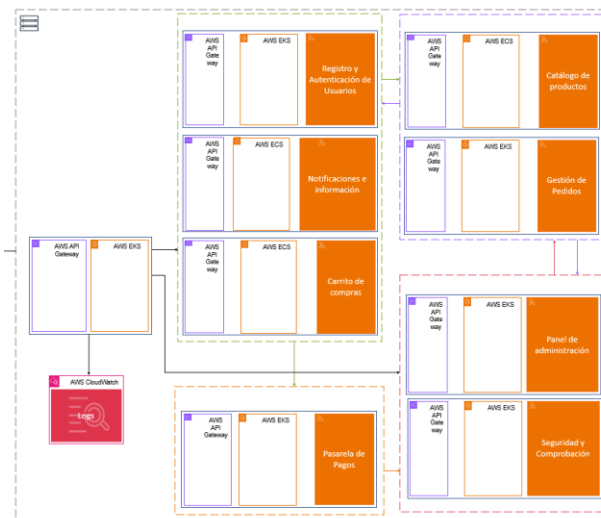 AWS
API
Gate
way
AWS EKS
Registro y
Autenticación de
Usuarios
AWS
API
Gate
way
AWS ECS
Catálogo de
productos
AWS
API
Gate
way
AWS ECS
Notificaciones e
información
AWS
API
Gate
way
AWS EKS
Gestión de
Pedidos
AWS API
Gateway
AWS EKS
AWS
API
Gate
way
AWS ECS
Carrito de
compras
AWS
API
Gate
way
AWS EKS
Panel de
administración
AWS CloudWatch
Logs
AWS
API
Gateway
AWS EKS
Pasarela de
Pagos
AWS
API
Gate
way
AWS EKS
Seguridad y
Comprobación